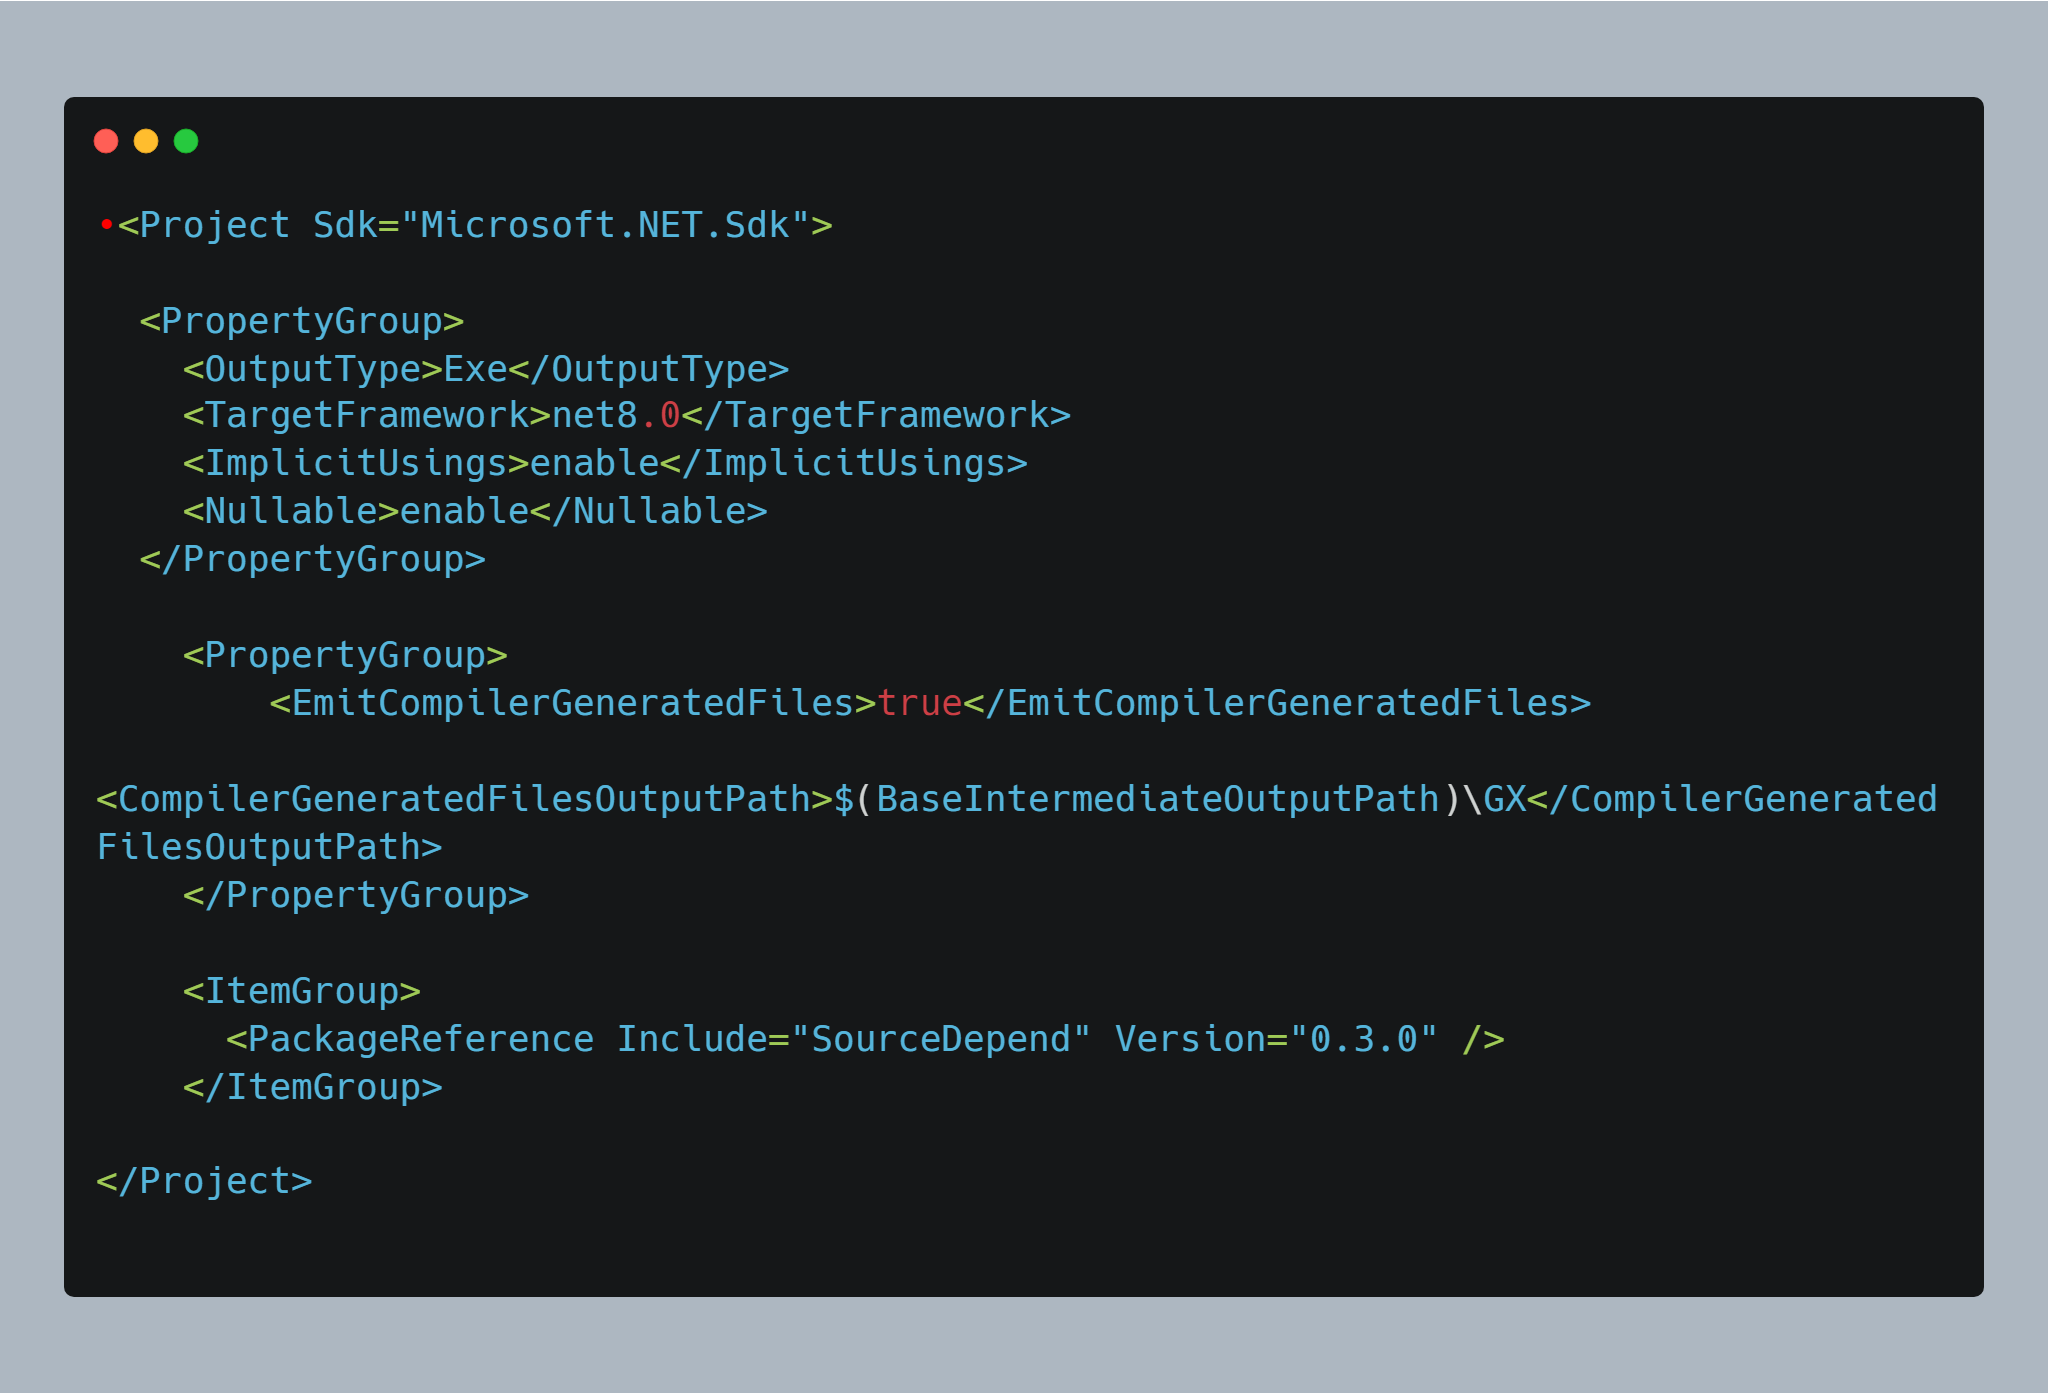 •<Project Sdk="Microsoft.NET.Sdk">
<PropertyGroup>
<OutputType>Exe</OutputType>
<TargetFramework>net8.0</TargetFramework>
<ImplicitUsings>enable</ImplicitUsings>
<Nullable>enable</Nullable>
</PropertyGroup>
<PropertyGroup>
<EmitCompilerGeneratedFiles>true</EmitCompilerGeneratedFiles>
<CompilerGeneratedFilesOutputPath>$(BaseIntermediateOutputPath)\GX</CompilerGenerated
FilesOutputPath>
</PropertyGroup>
<ItemGroup>
<PackageReference Include="SourceDepend" Version="0.3.0" />
</ItemGroup>
</Project>